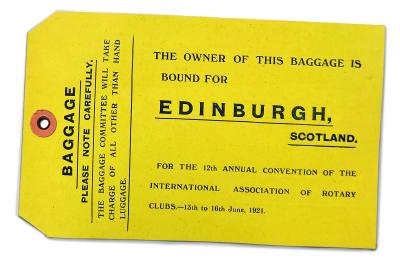 BAGGAGE
PLEASE NOTE CAREFULLY.
THE BAGGAGE COMMITTEE WILL TAKE
CHARGE OF ALL OTHER THAN HAND
LUGGAGE.
THE OWNER OF THIS BAGGAGE IS
BOUND FOR
EDINBURGH,
SCOTLAND.
FOR THE 12th ANNUAL CONVENTION OF THE
INTERNATIONAL ASSOCIATION OF ROTARY
CLUBS.—13th to 16th June, 1921.